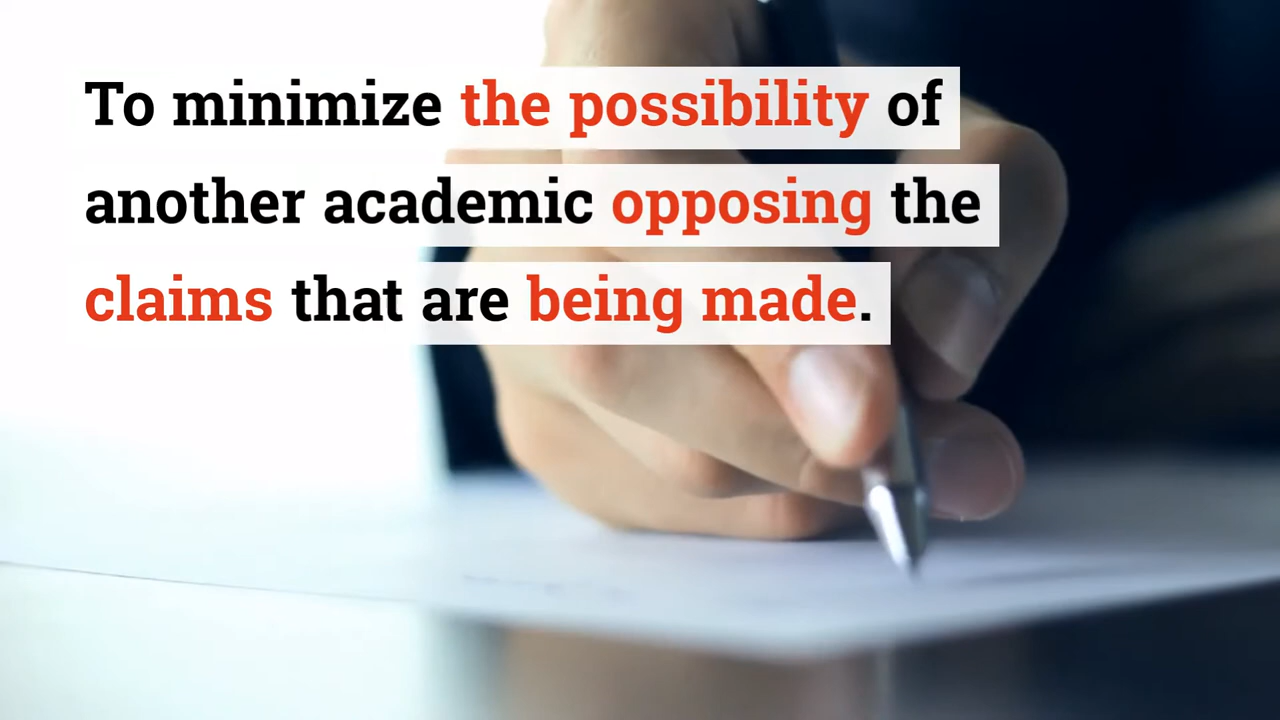 To minimize the possibility of
another academic opposing the
claims that are being made.